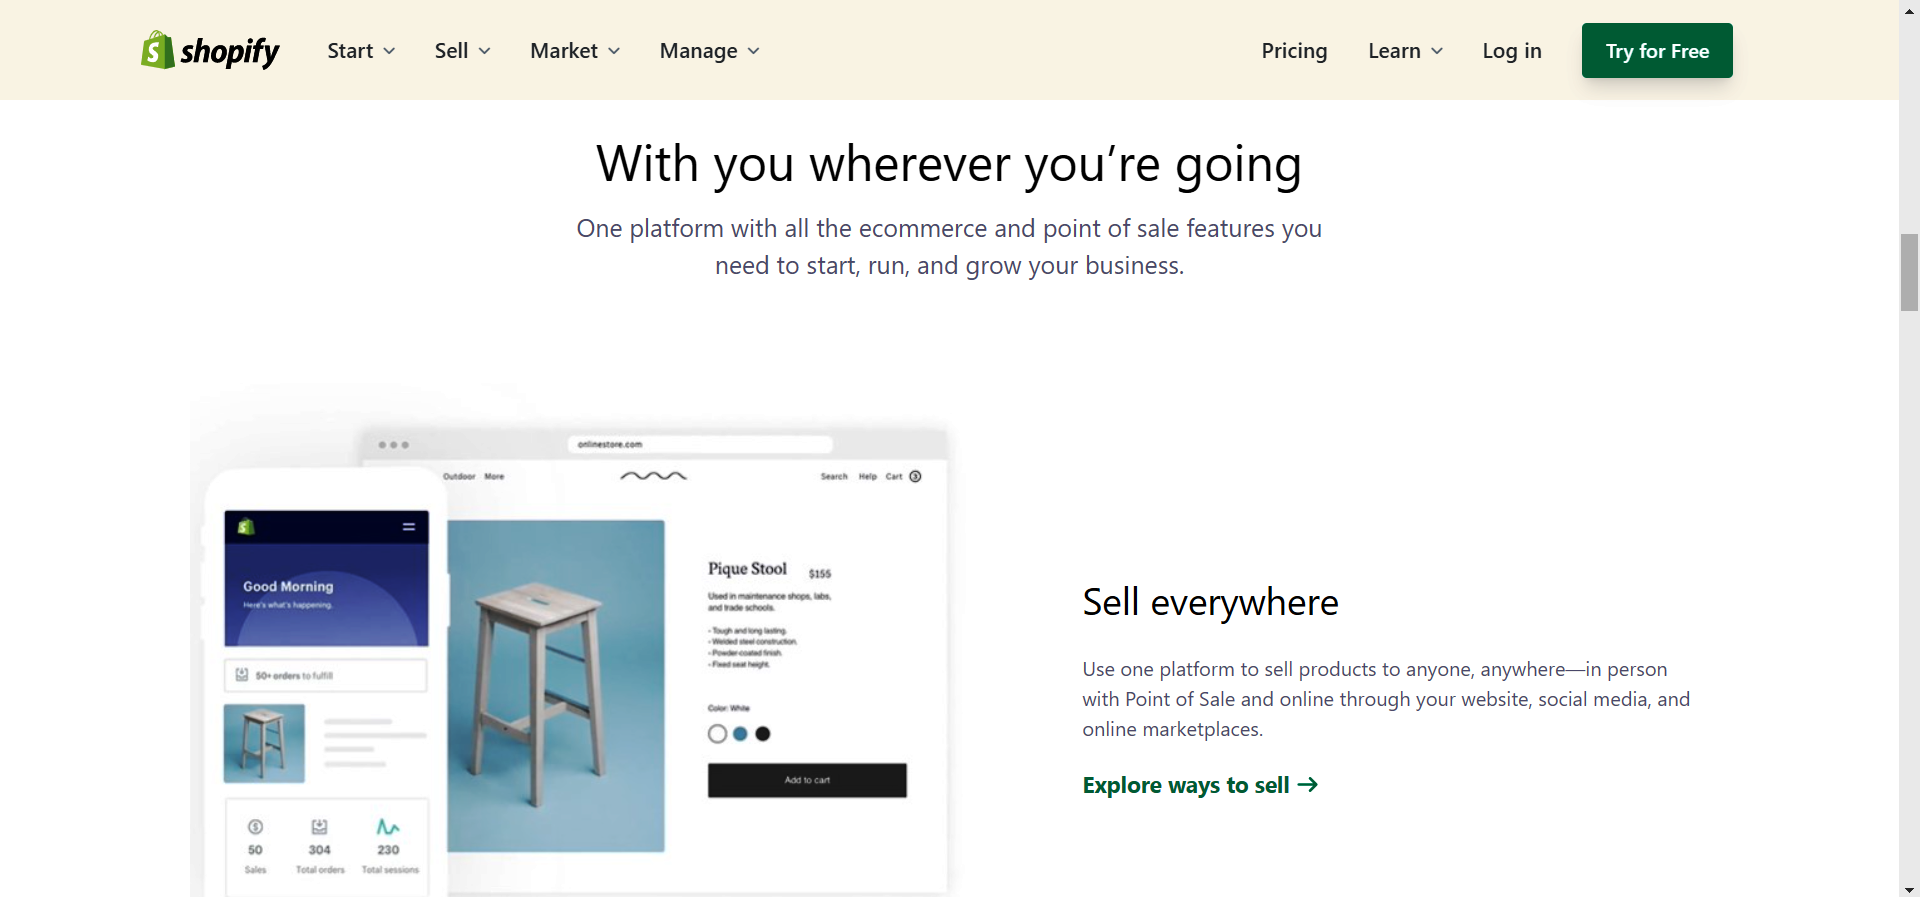 shopify
Start
Sell
Market
Manage
Pricing
Learn
Log in
Try for Free
With you wherever you’re going
One platform with all the ecommerce and point of sale features you
need to start, run, and grow your business.
onlinestore.com
Outdoor More
Search Help Cart 3
Good Morning
Here's what's happening.
50+ orders to fulfill
50
Sales
304
Total orders
230
Total sessions
Pique Stool $155
Used in maintenance shops, labs,
and trade schools.
- Tough and long lasting.
- Welded steel construction.
- Powder-coated finish.
- Fixed seat height.
Color: White
Add to cart
Sell everywhere
Use one platform to sell products to anyone, anywhere—in person
with Point of Sale and online through your website, social media, and
online marketplaces.
Explore ways to sell →